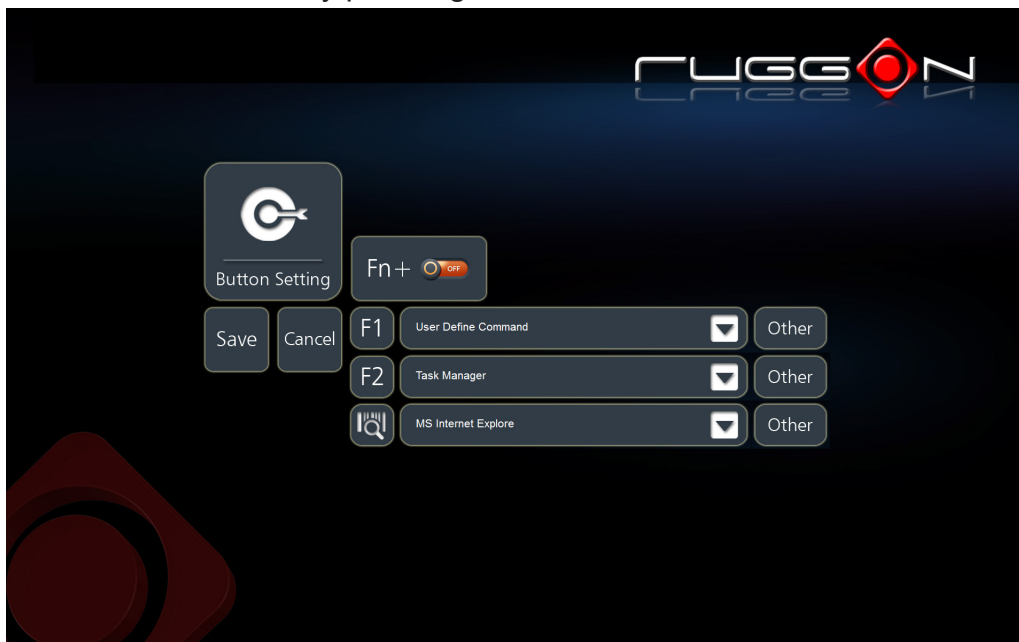 ruggon
Button Setting
Fn+ OFF
Save
Cancel
F1 User Define Command Other
F2 Task Manager Other
MS Internet Explore Other